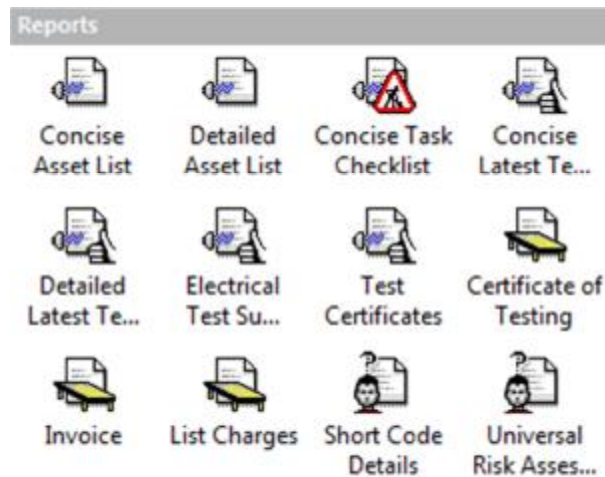 Reports
Concise
Asset List
Detailed
Asset List
Concise Task
Checklist
Concise
Latest Te...
Detailed
Latest Te...
Electrical
Test Su...
Test
Certificates
Certificate of
Testing
Invoice
List Charges
Short Code
Details
Universal
Risk Asses...